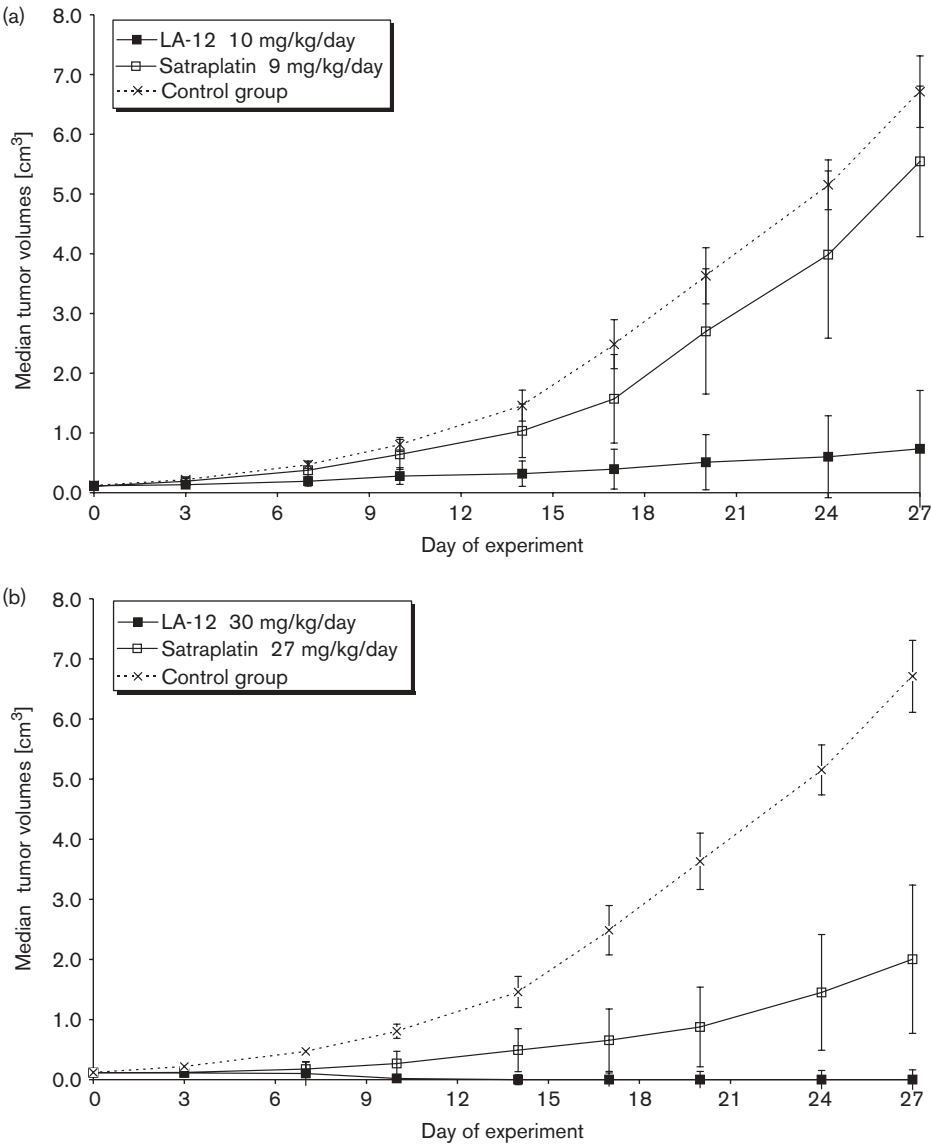 (a)
8.0
LA-12 10 mg/kg/day
Satraplatin 9 mg/kg/day
Control group
7.0
6.0
5.0
4.0
3.0
2.0
1.0
0.0
Median tumor volumes [cm³]
0 3 6 9 12 15 18 21 24 27
Day of experiment
(b)
8.0
LA-12 30 mg/kg/day
Satraplatin 27 mg/kg/day
Control group
7.0
6.0
5.0
4.0
3.0
2.0
1.0
0.0
Median tumor volumes [cm³]
0 3 6 9 12 15 18 21 24 27
Day of experiment